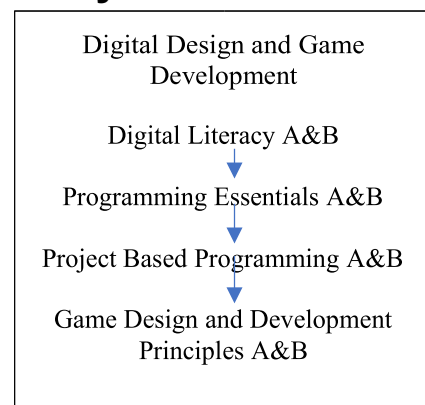 Digital Design and Game
Development
Digital Literacy A&B
Programming Essentials A&B
Project Based Programming A&B
Game Design and Development
Principles A&B